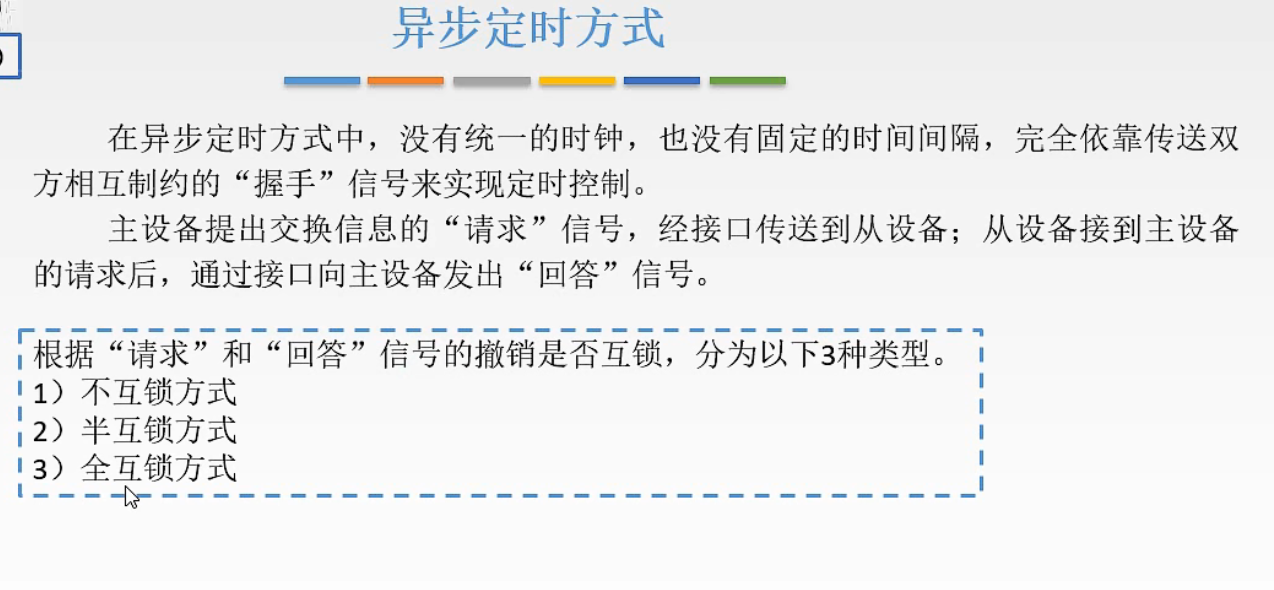 异步定时方式
在异步定时方式中，没有统一的时钟，也没有固定的时间间隔，完全依靠传送双
方相互制约的“握手”信号来实现定时控制。
主设备提出交换信息的“请求”信号，经接口传送到从设备；从设备接到主设备
的请求后，通过接口向主设备发出“回答”信号。
根据“请求”和“回答”信号的撤销是否互锁，分为以下3种类型。
1）不互锁方式
2）半互锁方式
3）全互锁方式